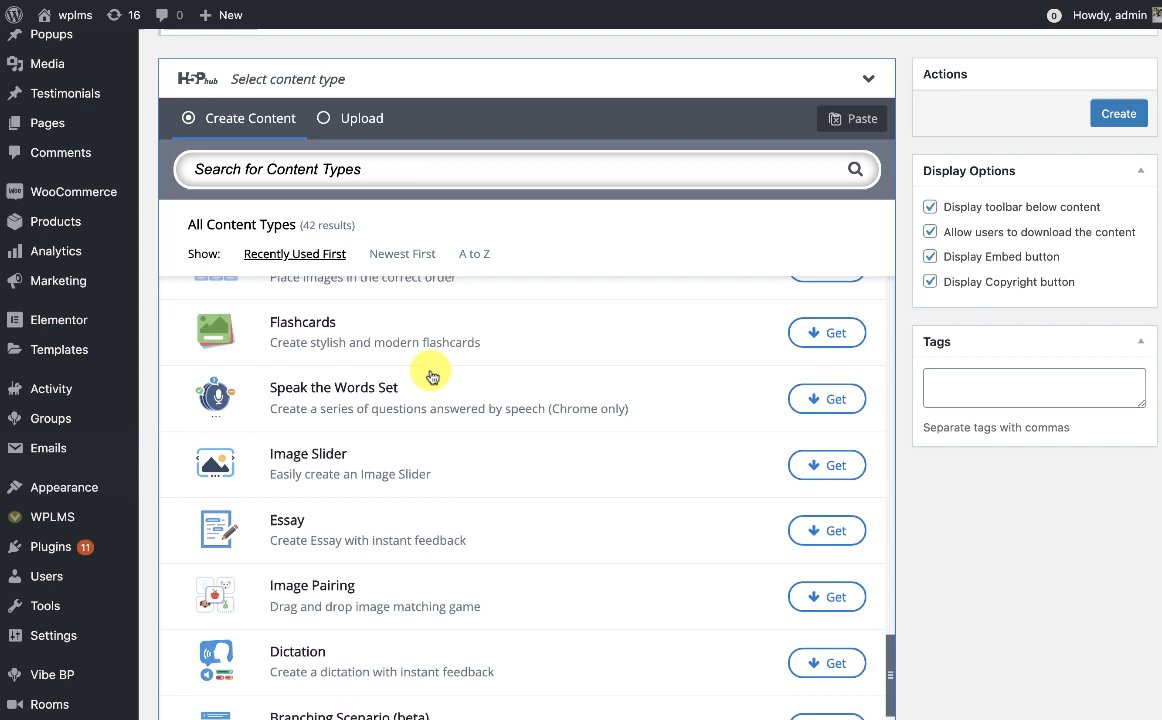 wplms 16 0 New
0 Howdy, admin
Popups
Media
Testimonials
Pages
Comments
WooCommerce
Products
Analytics
Marketing
Elementor
Templates
Activity
Groups
Emails
Appearance
WPLMS
Plugins 11
Users
Tools
Settings
Vibe BP
Rooms
H5P hub Select content type
Create Content Upload Paste
Search for Content Types
All Content Types (42 results)
Show: Recently Used First Newest First A to Z
Place images in the correct order
Flashcards
Create stylish and modern flashcards
Get
Speak the Words Set
Create a series of questions answered by speech (Chrome only)
Get
Image Slider
Easily create an Image Slider
Get
Essay
Create Essay with instant feedback
Get
Image Pairing
Drag and drop image matching game
Get
Dictation
Create a dictation with instant feedback
Get
Branching Scenario (beta)
Actions
Create
Display Options
Display toolbar below content
Allow users to download the content
Display Embed button
Display Copyright button
Tags
Separate tags with commas